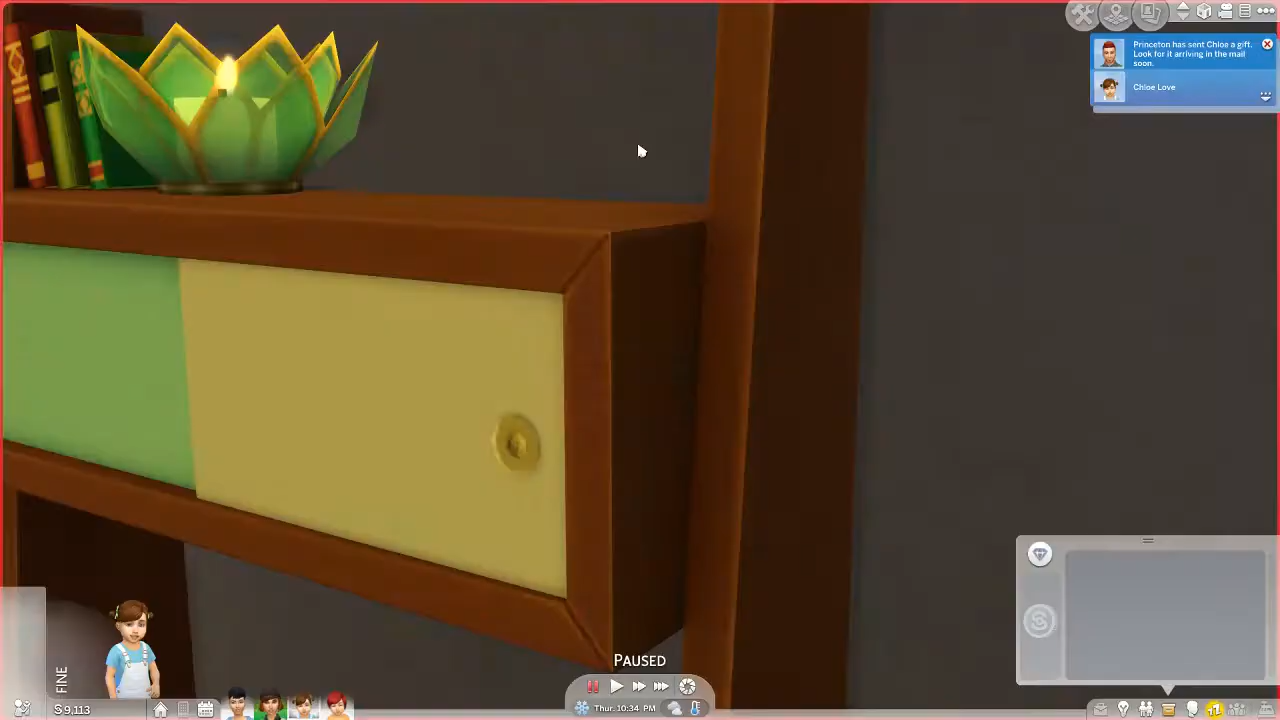 Princeton has sent Chloe a gift.
Look for it arriving in the mail
soon.
Chloe Love
PAUSED
FINE
§9,113
Thur. 10:34 PM